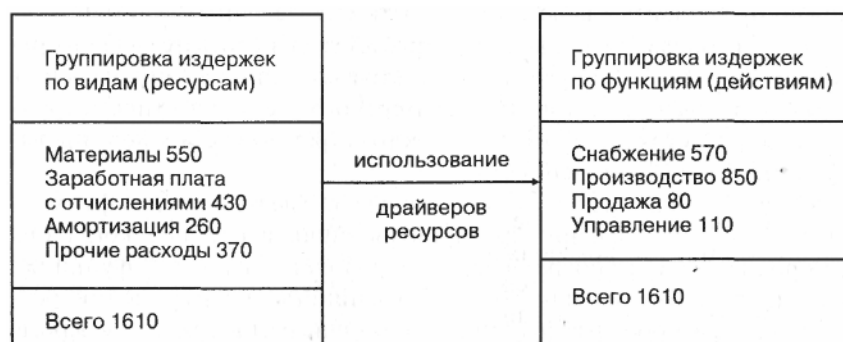 Группировка издержек
по видам (ресурсам)
Материалы 550
Заработная плата
с отчислениями 430
Амортизация 260
Прочие расходы 370
Всего 1610
использование
драйверов
ресурсов
Группировка издержек
по функциям (действиям)
Снабжение 570
Производство 850
Продажа 80
Управление 110
Всего 1610